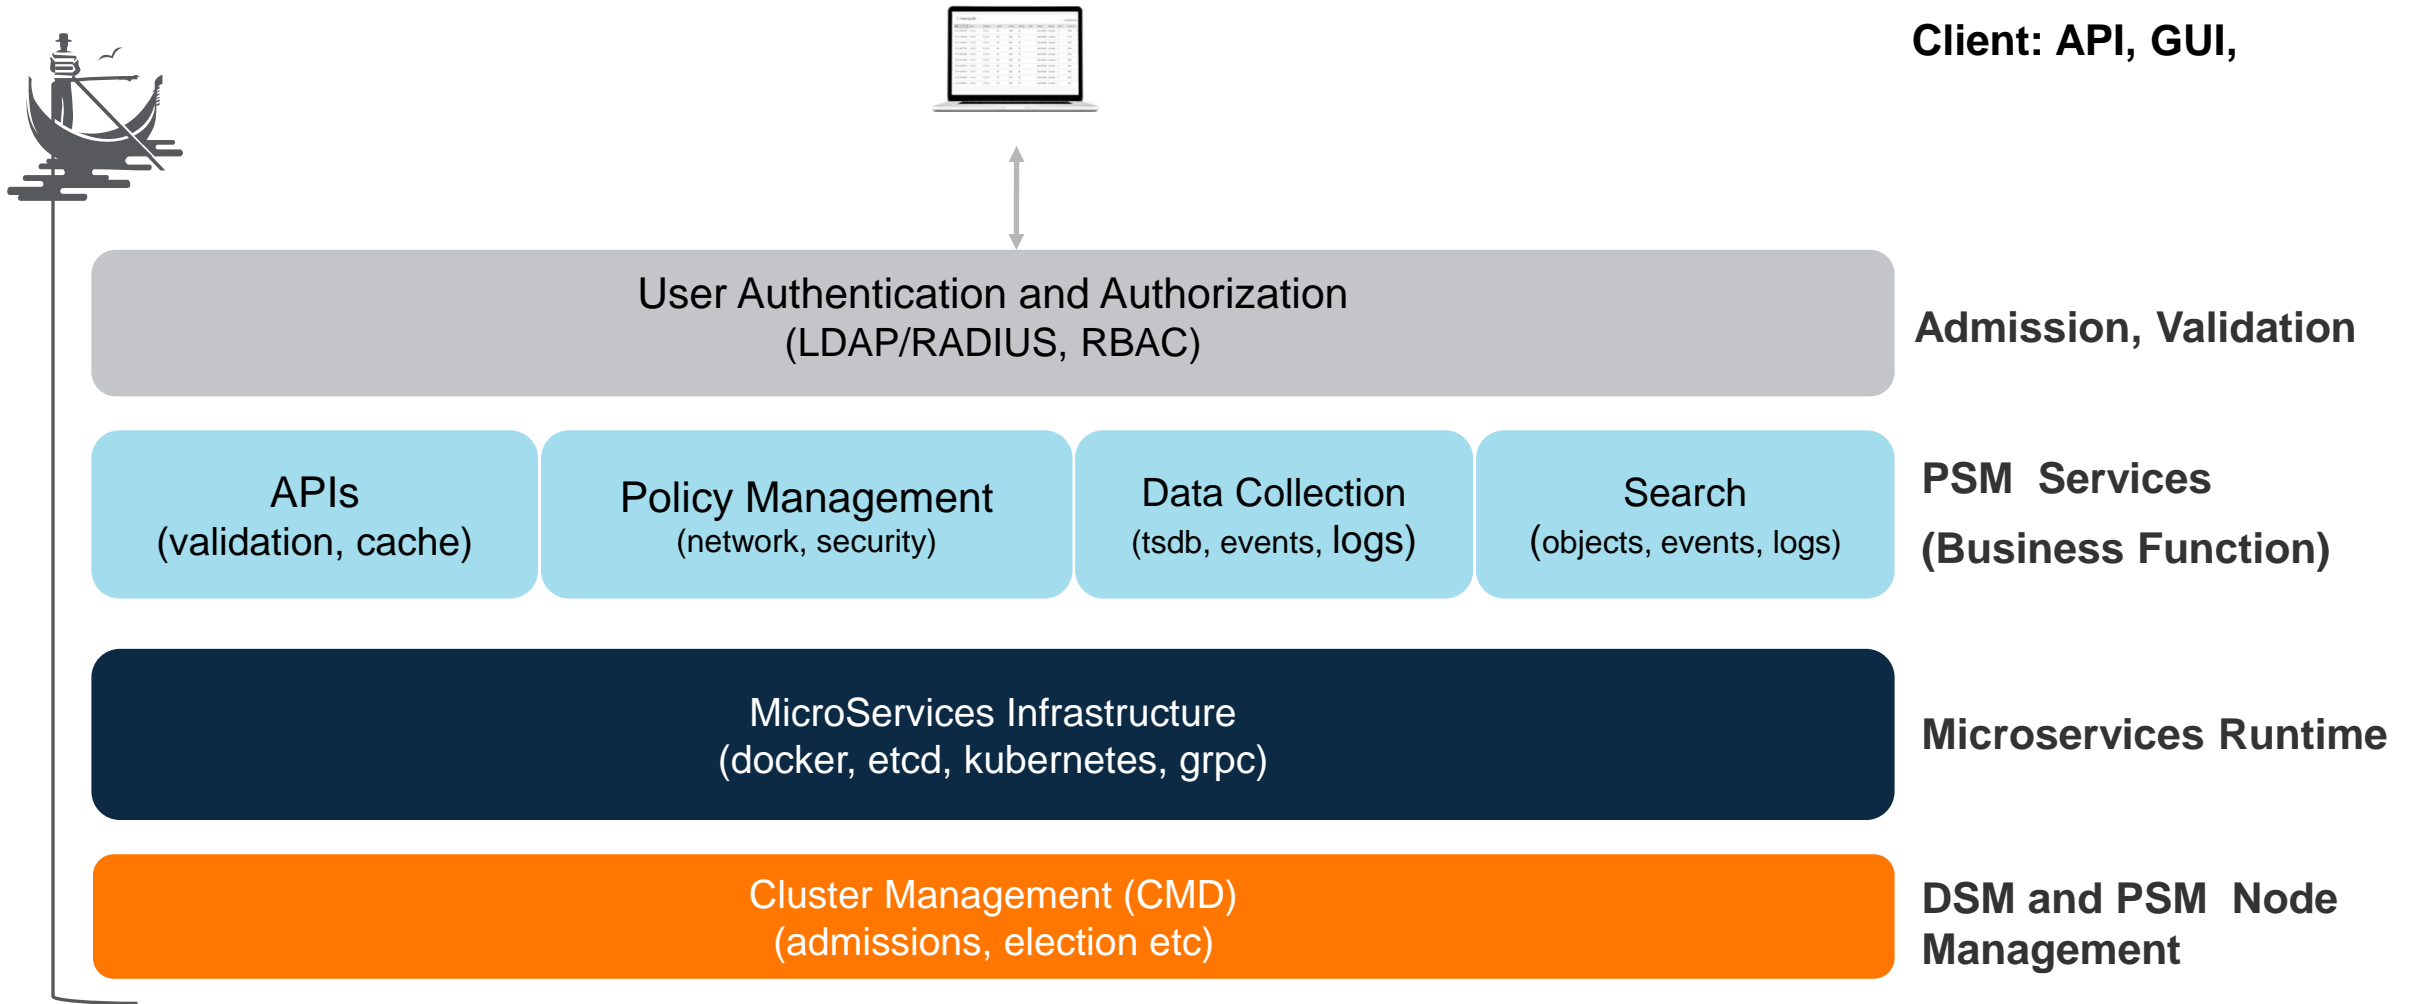 Client: API, GUI,
User Authentication and Authorization
(LDAP/RADIUS, RBAC)
Admission, Validation
APIs
(validation, cache)
Policy Management
(network, security)
Data Collection
(tsdb, events, logs)
Search
(objects, events, logs)
PSM  Services
(Business Function)
MicroServices Infrastructure
(docker, etcd, kubernetes, grpc)
Microservices Runtime
Cluster Management (CMD)
(admissions, election etc)
DSM and PSM  Node
Management